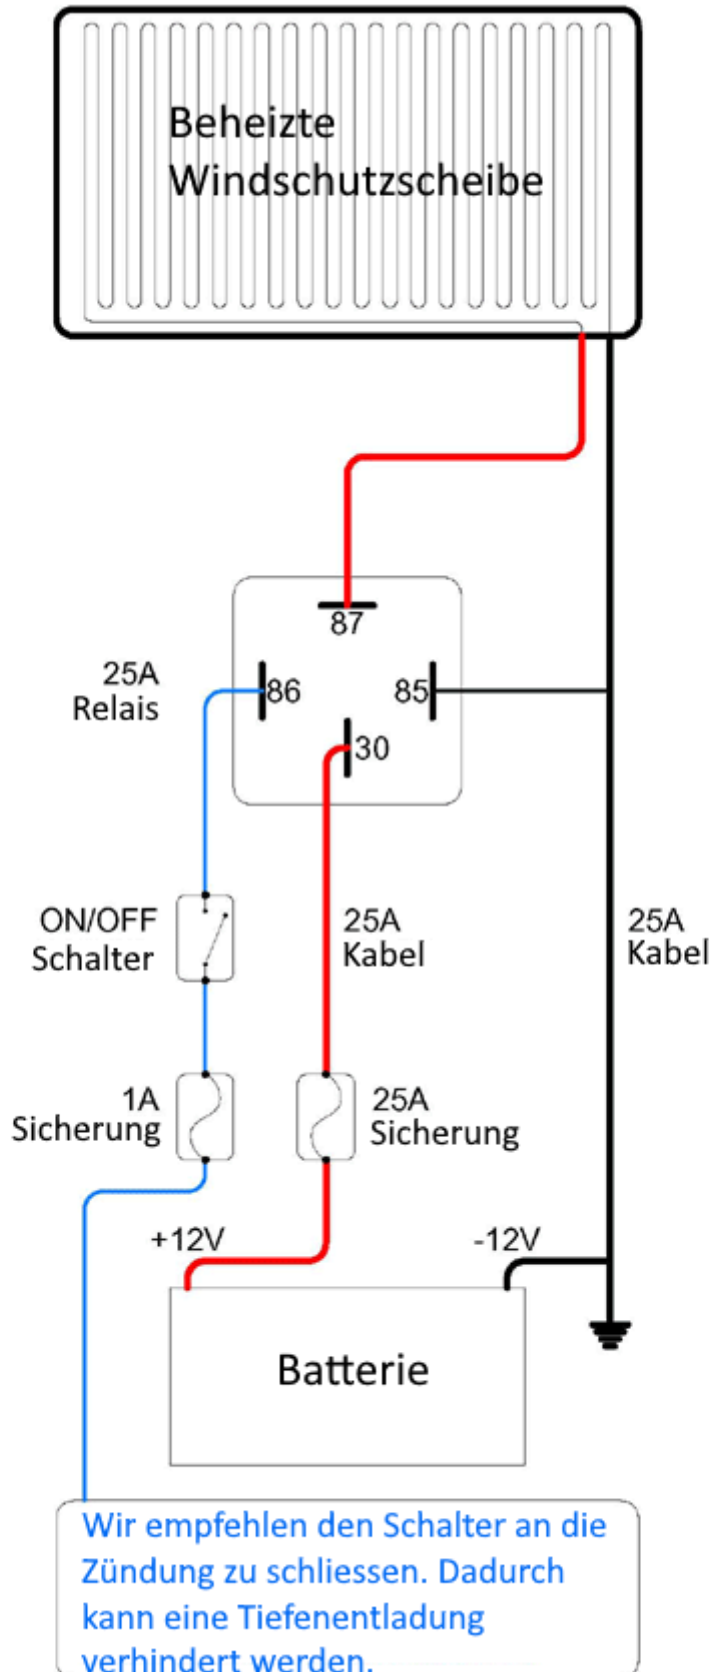 Beheizte
Windschutzscheibe
87
25A
Relais
86
85
30
ON/OFF
Schalter
25A
Kabel
25A
Kabel
1A
Sicherung
25A
Sicherung
+12V
-12V
Batterie
Wir empfehlen den Schalter an die
Zündung zu schliessen. Dadurch
kann eine Tiefenentladung
verhindert werden.